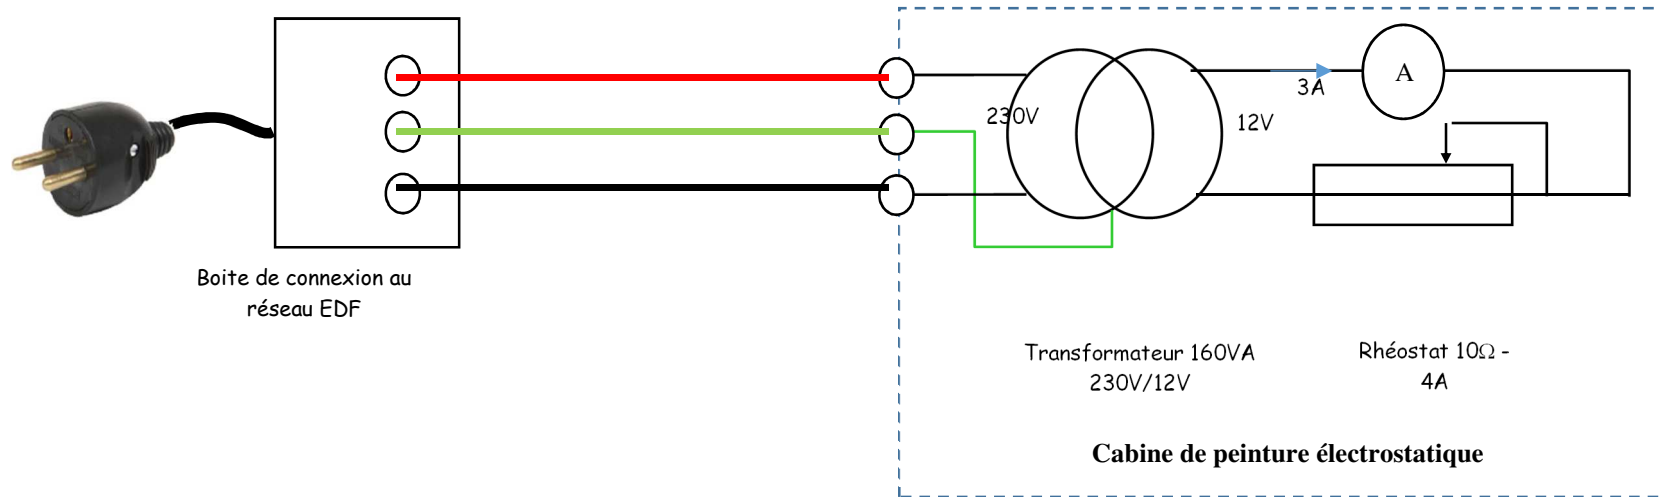 A
3A
230V
12V
Boite de connexion au
réseau EDF
Transformateur 160VA
230V/12V
Rhéostat 10Ω -
4A
Cabine de peinture électrostatique